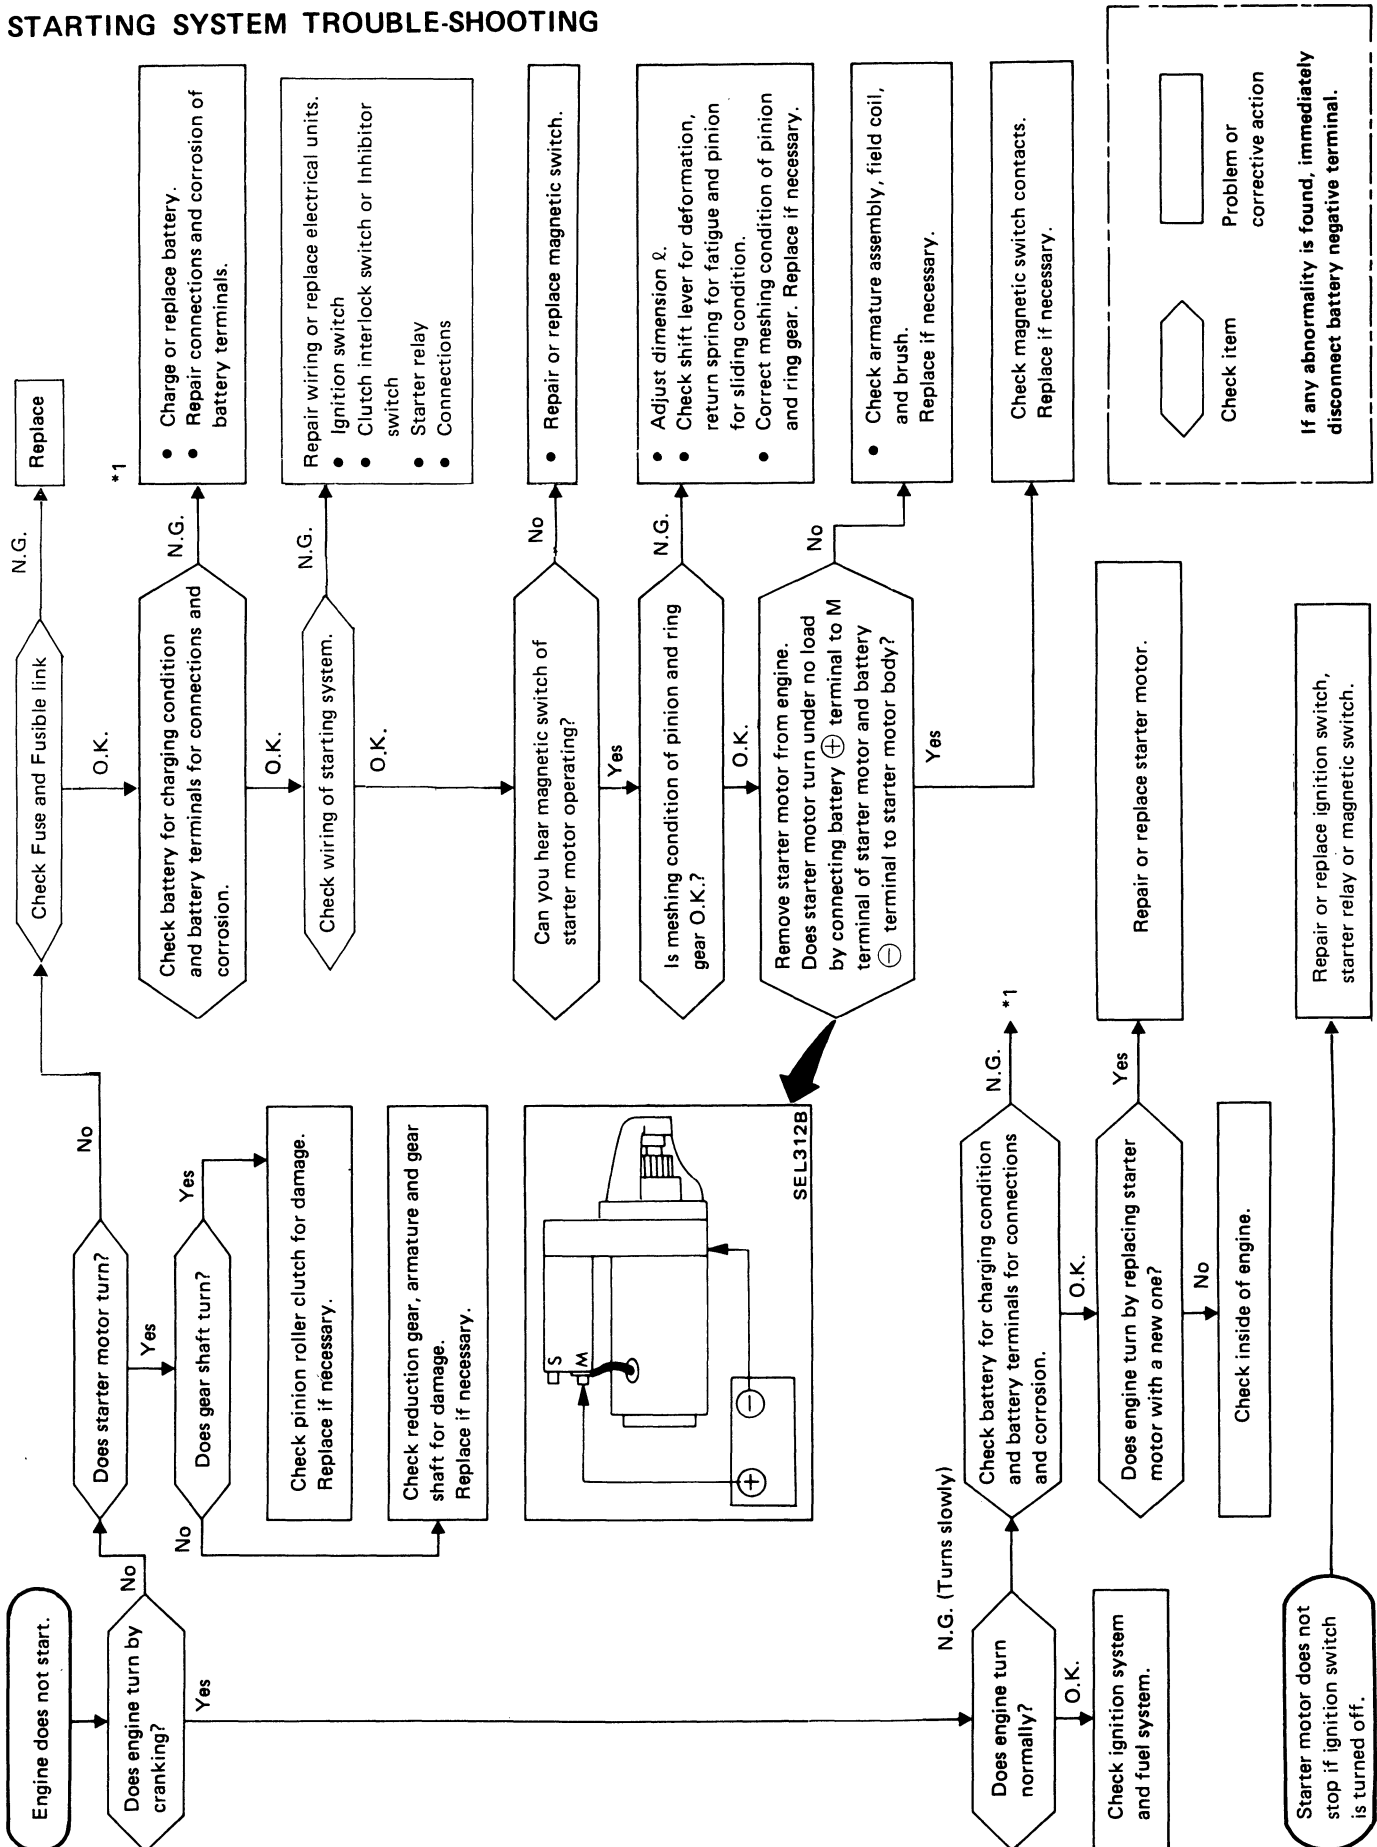 STARTING SYSTEM TROUBLE-SHOOTING
Engine does not start.
Does engine turn by
cranking?
No
Yes
Does starter motor turn?
No
Yes
Does gear shaft turn?
Yes
No
Check pinion roller clutch for damage.
Replace if necessary.
Check reduction gear, armature and gear
shaft for damage.
Replace if necessary.
Check Fuse and Fusible link
N.G.
Replace
O.K.
Check battery for charging condition
and battery terminals for connections and
corrosion.
N.G.
*1
• Charge or replace battery.
• Repair connections and corrosion of
battery terminals.
O.K.
Check wiring of starting system.
N.G.
Repair wiring or replace electrical units.
• Ignition switch
• Clutch interlock switch or Inhibitor
switch
• Starter relay
• Connections
O.K.
Can you hear magnetic switch of
starter motor operating?
No
• Repair or replace magnetic switch.
Yes
Is meshing condition of pinion and ring
gear O.K.?
N.G.
• Adjust dimension ℓ.
• Check shift lever for deformation,
return spring for fatigue and pinion
for sliding condition.
• Correct meshing condition of pinion
and ring gear. Replace if necessary.
O.K.
Remove starter motor from engine.
Does starter motor turn under no load
by connecting battery ⊕ terminal to M
terminal of starter motor and battery
⊖ terminal to starter motor body?
No
• Check armature assembly, field coil,
and brush.
Replace if necessary.
Yes
Check magnetic switch contacts.
Replace if necessary.
S
M
⊕
⊖
SEL312B
Does engine turn
normally?
N.G. (Turns slowly)
O.K.
Check ignition system
and fuel system.
Check battery for charging condition
and battery terminals for connections
and corrosion.
N.G.
*1
O.K.
Does engine turn by replacing starter
motor with a new one?
Yes
Repair or replace starter motor.
No
Check inside of engine.
Starter motor does not
stop if ignition switch
is turned off.
Repair or replace ignition switch,
starter relay or magnetic switch.
Check item
Problem or
corrective action
If any abnormality is found, immediately
disconnect battery negative terminal.